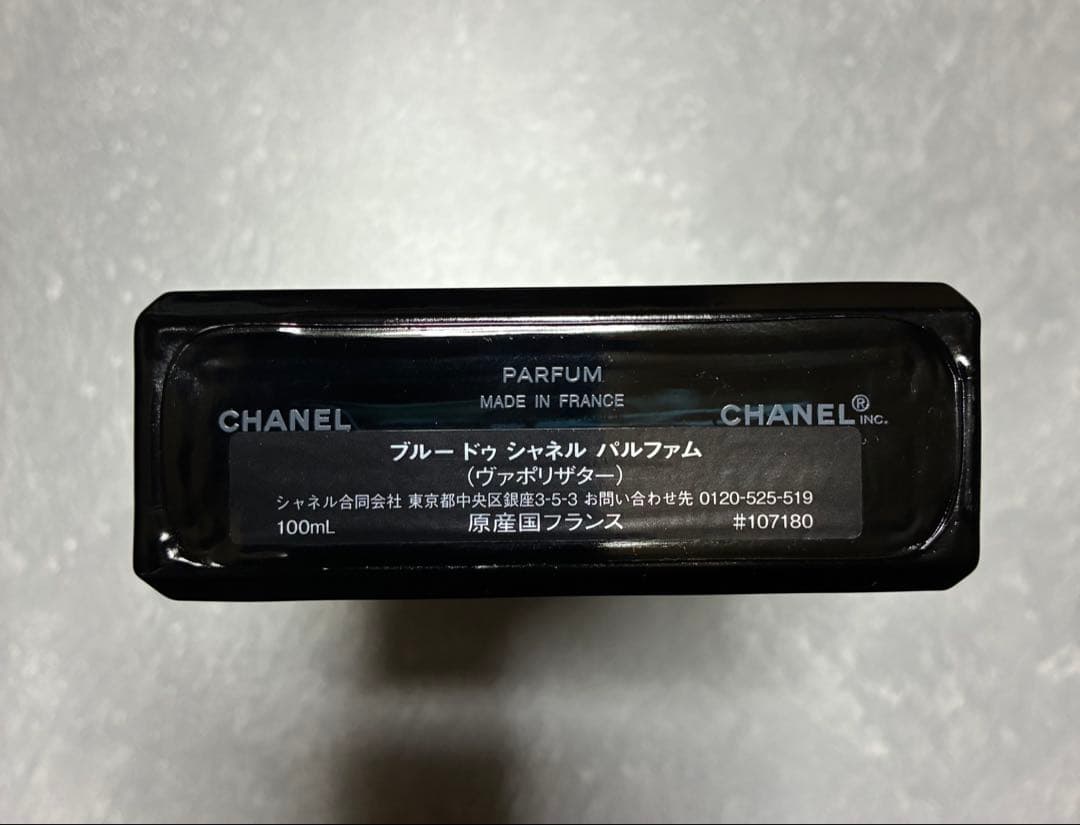 PARFUM
MADE IN FRANCE
CHANEL
CHANEL® INC.
ブルー ドゥ シャネル パルファム
(ヴァポリザター)
シャネル合同会社 東京都中央区銀座3-5-3 お問い合わせ先 0120-525-519
100mL 原産国フランス #107180